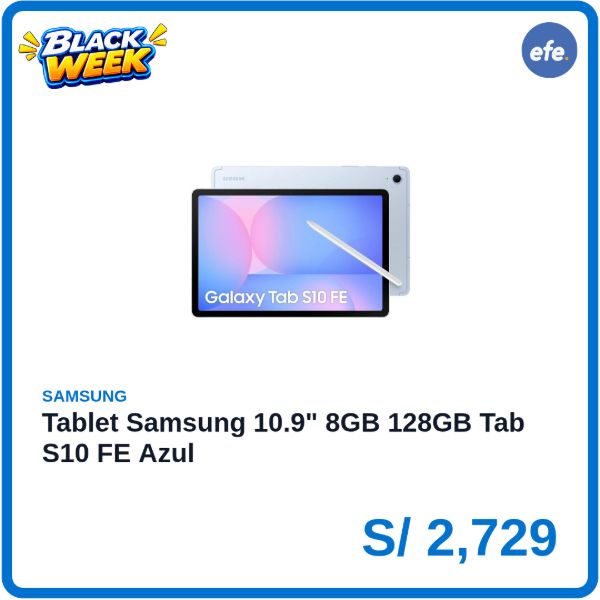 BLACK
WEEK
efe.
SAMSUNG
Galaxy Tab S10 FE
SAMSUNG
Tablet Samsung 10.9" 8GB 128GB Tab
S10 FE Azul
S/ 2,729